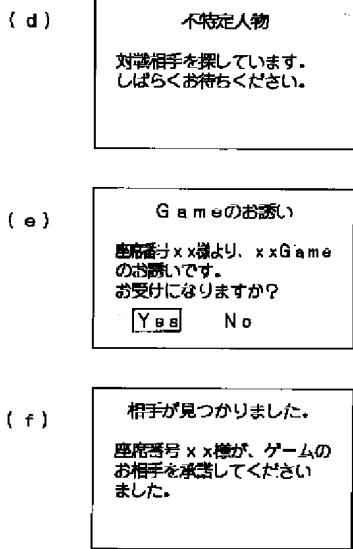 (d)
不特定人物
対戦相手を探しています.
しばらくお待ちください.
(e)
Gameのお誘い
座席番号xx様より、xxGame
のお誘いです.
お受けになりますか?
Yes No
(f)
相手が見つかりました.
座席番号xx様が、ゲームの
お相手を承諾してください
ました.